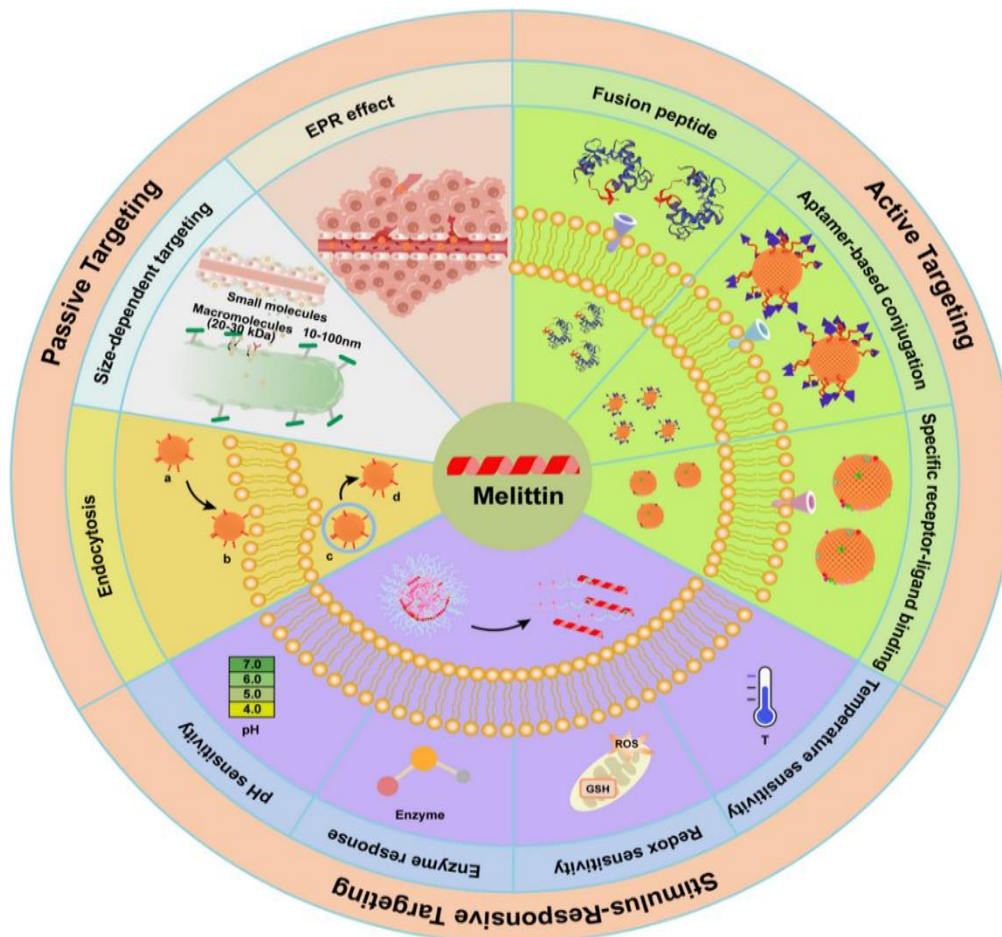 Passive Targeting
EPR effect
Size-dependent targeting
Small molecules
Macromolecules
(20-30 kDa)
10-100nm
Endocytosis
a
b
c
d
Active Targeting
Fusion peptide
Aptamer-based conjugation
Specific receptor-ligand binding
Melittin
Stimulus-Responsive Targeting
pH sensitivity
7.0
6.0
5.0
4.0
pH
Enzyme response
Enzyme
Redox sensitivity
ROS
GSH
Temperature sensitivity
T